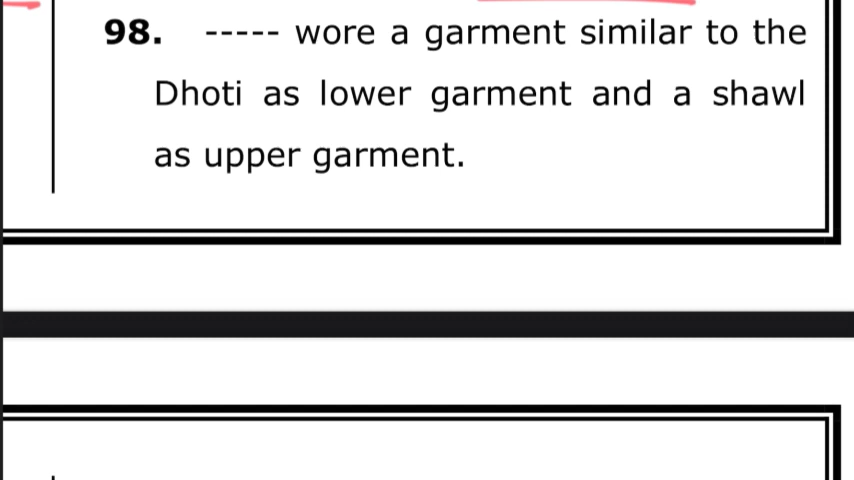 98. ----- wore a garment similar to the
Dhoti as lower garment and a shawl
as upper garment.